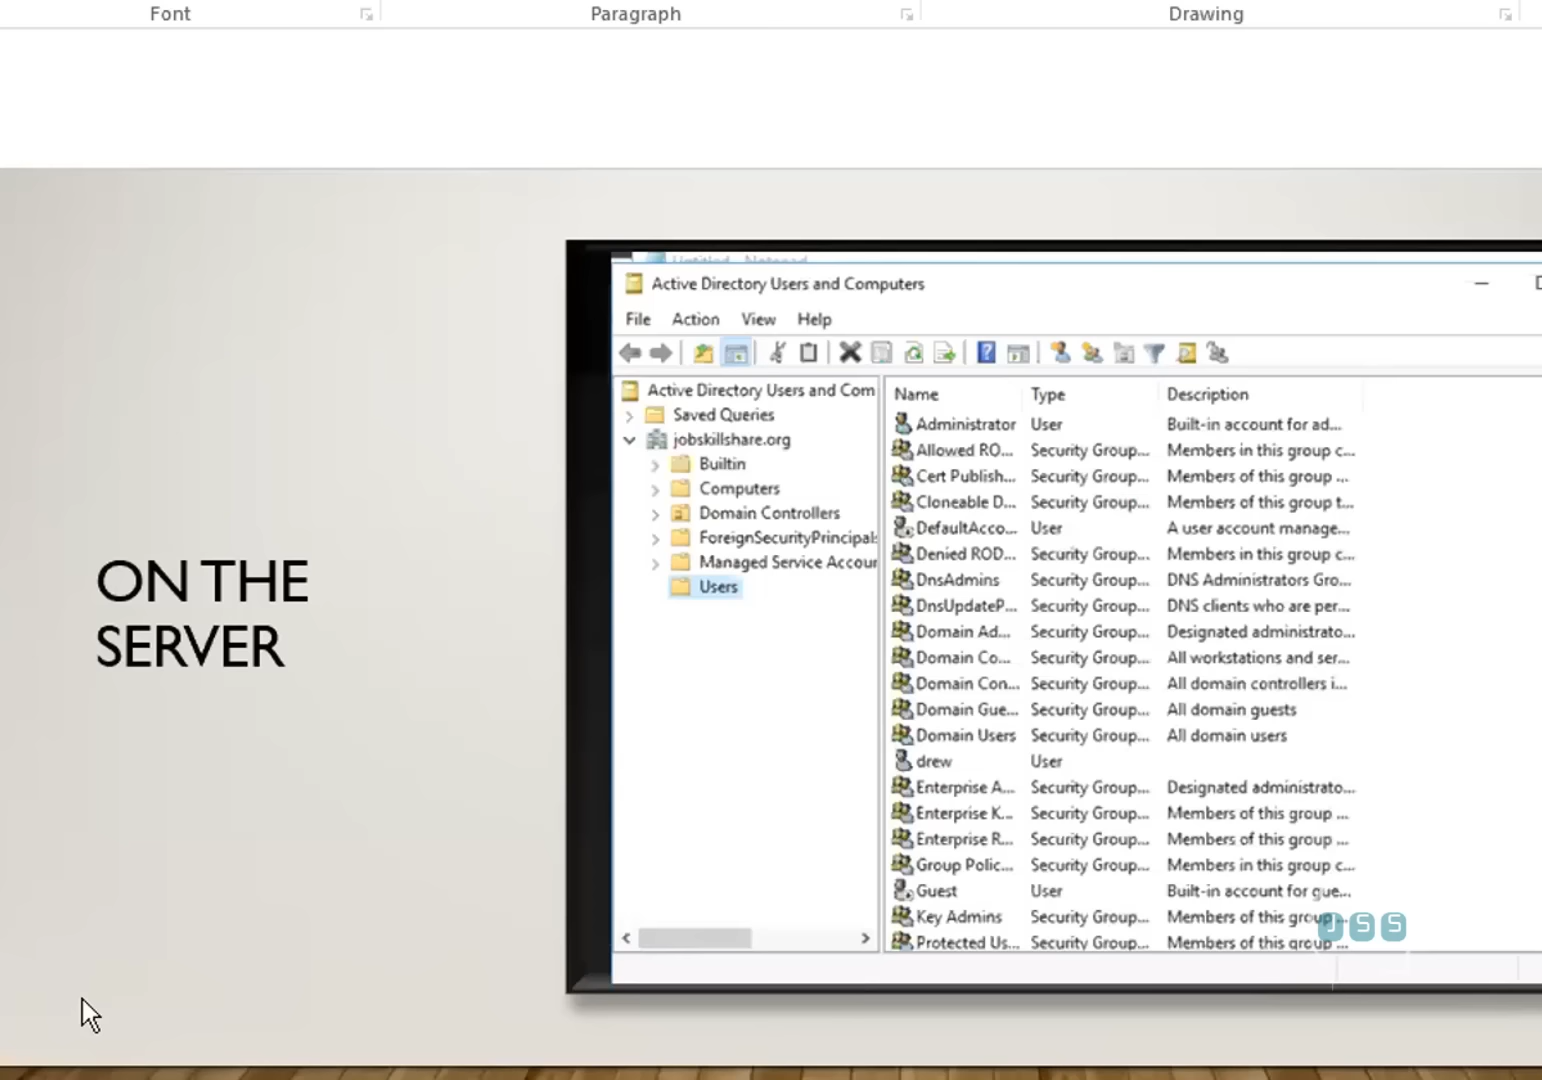 Font Paragraph Drawing
Untitled - Notepad
Active Directory Users and Computers
File Action View Help
Active Directory Users and Com
Saved Queries
jobskillshare.org
Builtin
Computers
Domain Controllers
ForeignSecurityPrincipals
Managed Service Accour
Users
Name Type Description
Administrator User Built-in account for ad...
Allowed RO... Security Group... Members in this group c...
Cert Publish... Security Group... Members of this group ...
Cloneable D... Security Group... Members of this group t...
DefaultAcco... User A user account manage...
Denied ROD... Security Group... Members in this group c...
DnsAdmins Security Group... DNS Administrators Gro...
DnsUpdateP... Security Group... DNS clients who are per...
Domain Ad... Security Group... Designated administrato...
Domain Co... Security Group... All workstations and ser...
Domain Con... Security Group... All domain controllers i...
Domain Gue... Security Group... All domain guests
Domain Users Security Group... All domain users
drew User
Enterprise A... Security Group... Designated administrato...
Enterprise K... Security Group... Members of this group ...
Enterprise R... Security Group... Members of this group ...
Group Polic... Security Group... Members in this group c...
Guest User Built-in account for gue...
Key Admins Security Group... Members of this group ...
Protected Us... Security Group... Members of this group ...
ON THE
SERVER
JSS